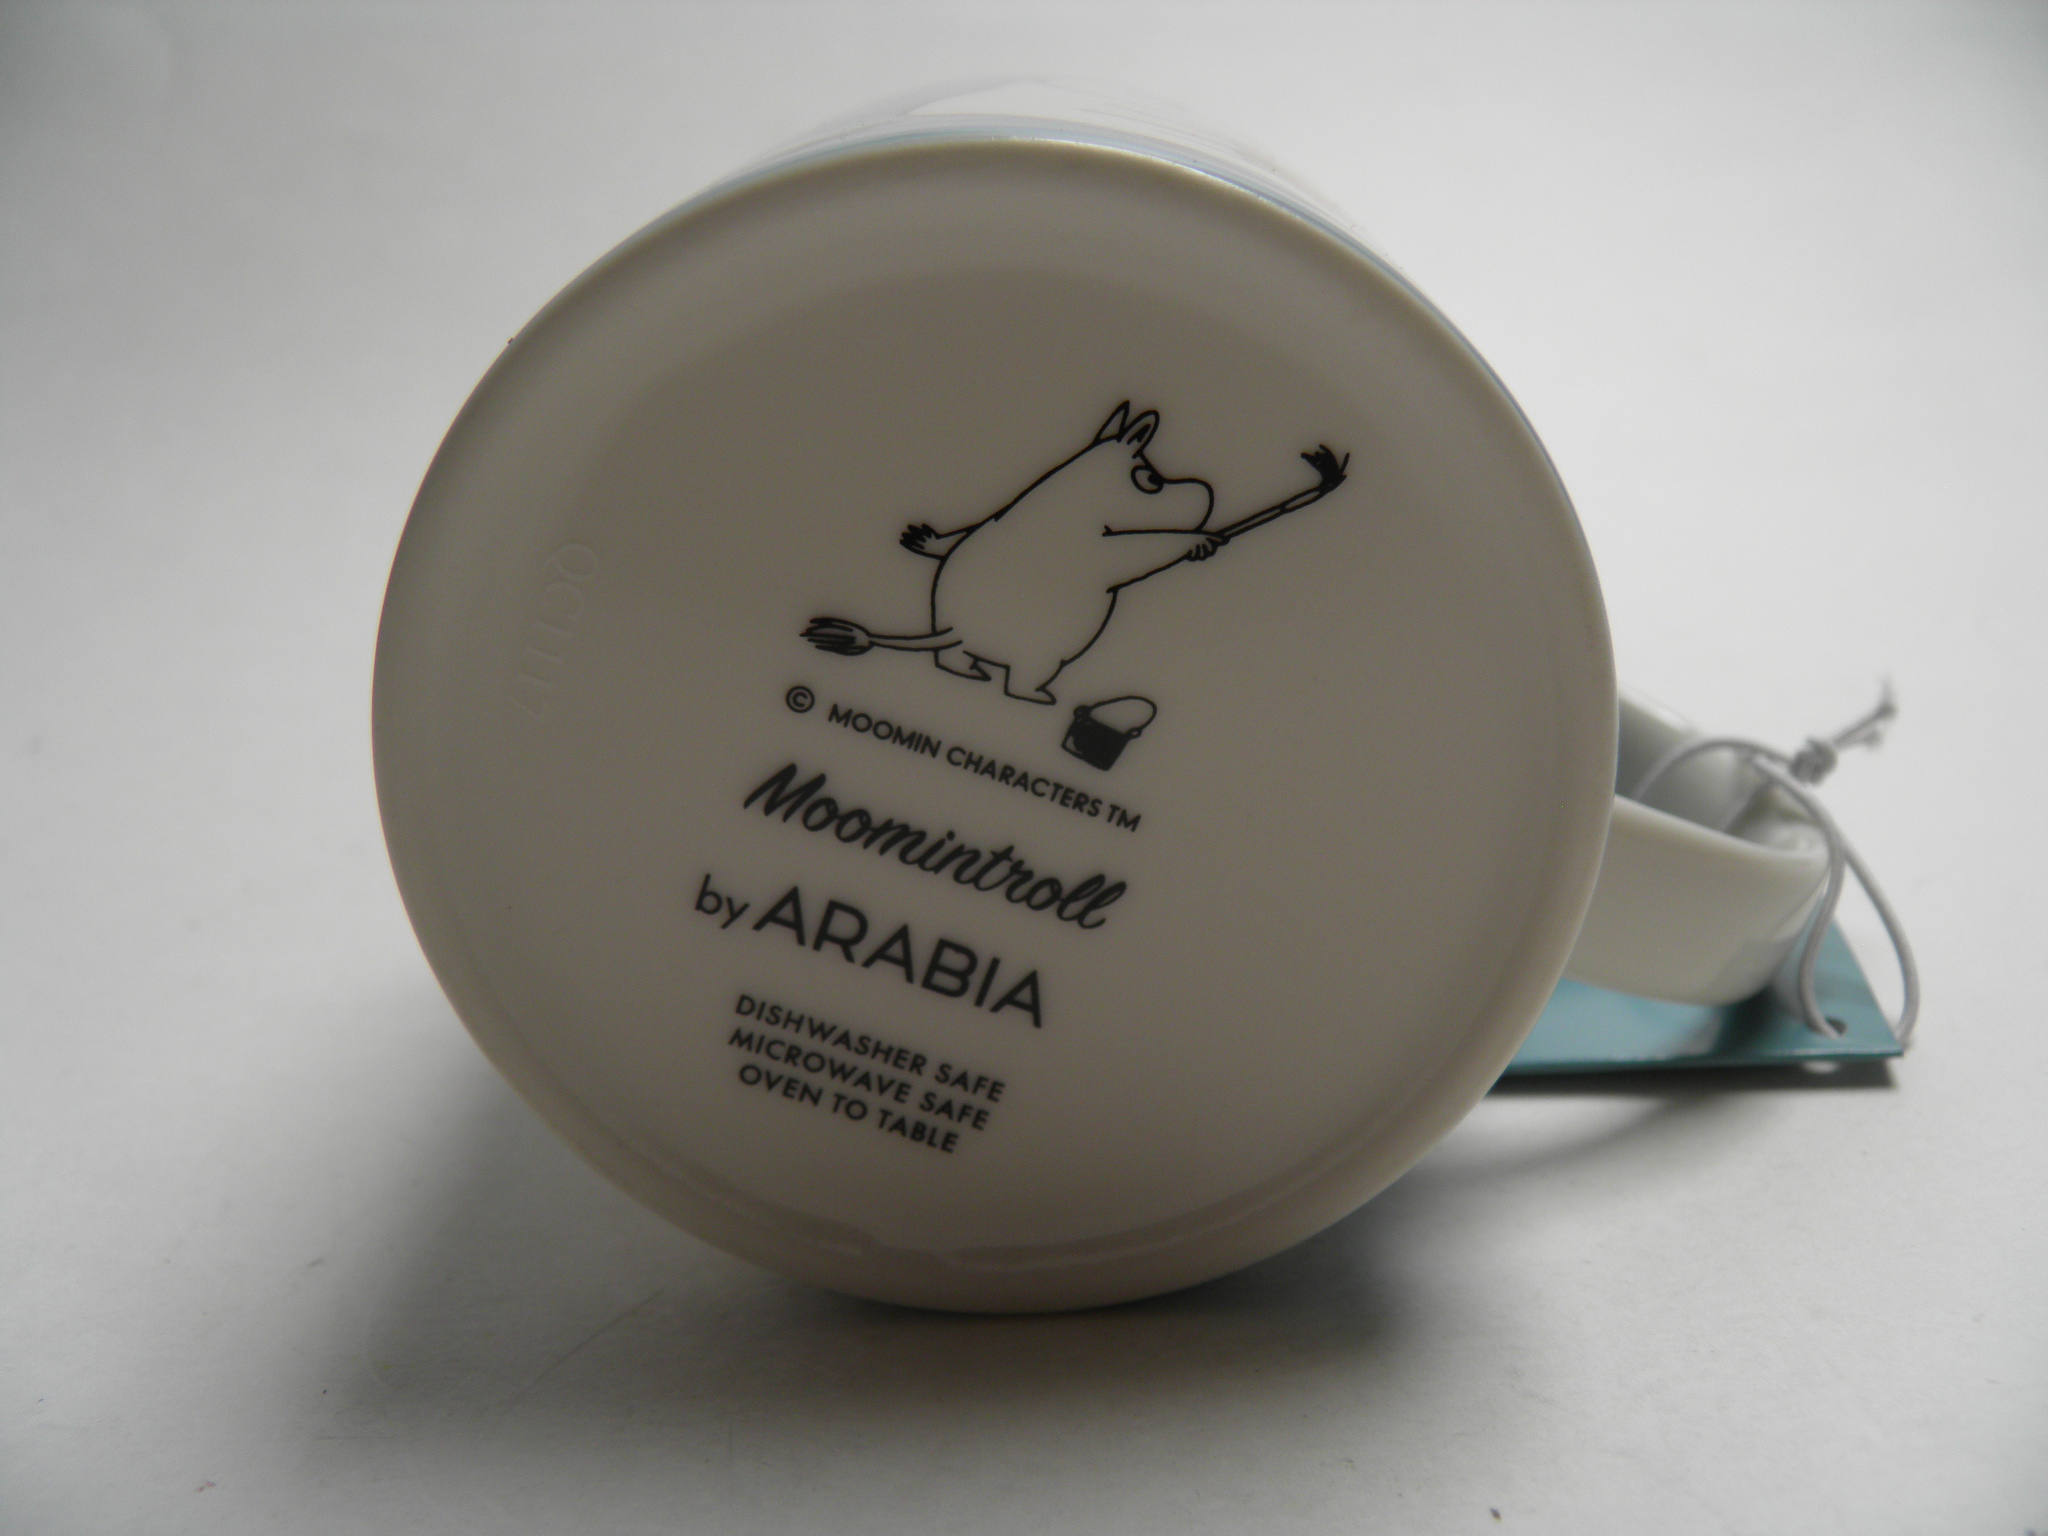 © MOOMIN CHARACTERS TM
Moomintroll
by ARABIA
DISHWASHER SAFE
MICROWAVE SAFE
OVEN TO TABLE